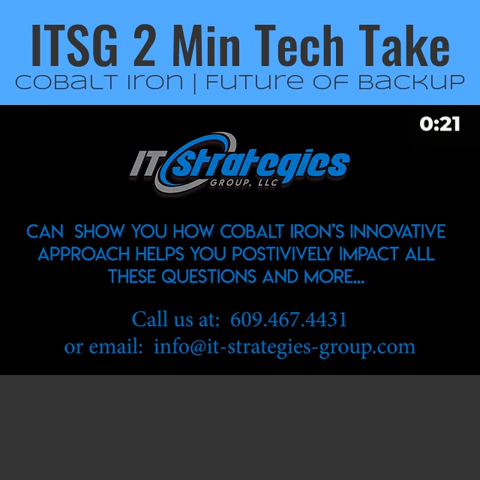 ITSG 2 Min Tech Take
Cobalt Iron | Future of Backup
0:21
IT Strategies
GROUP, LLC
CAN SHOW YOU HOW COBALT IRON'S INNOVATIVE
APPROACH HELPS YOU POSTIVIVELY IMPACT ALL
THESE QUESTIONS AND MORE...
Call us at: 609.467.4431
or email: info@it-strategies-group.com